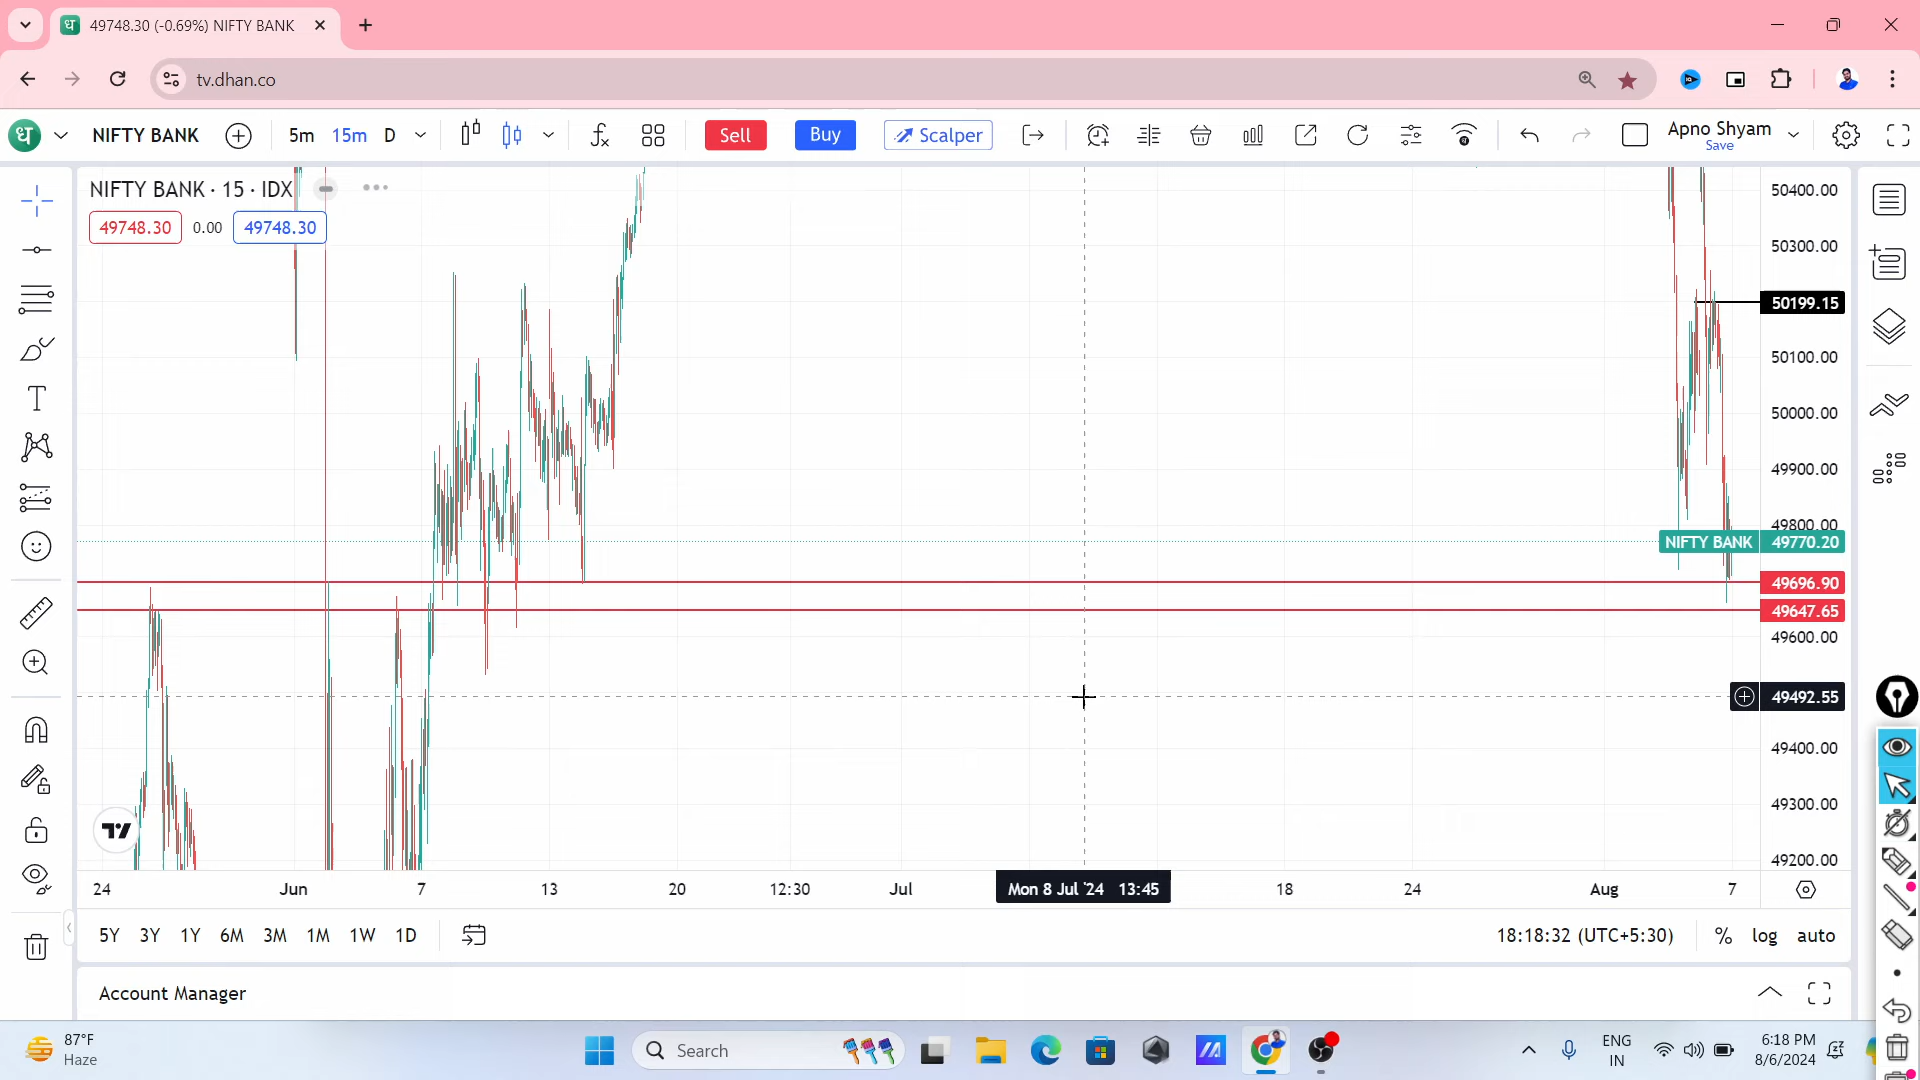 49748.30 (-0.69%) NIFTY BANK
tv.dhan.co
NIFTY BANK
5m 15m D
Sell
Buy
Scalper
Apno Shyam
Save
NIFTY BANK · 15 · IDX
49748.30 0.00 49748.30
50400.00
50300.00
50199.15
50100.00
50000.00
49900.00
49800.00
NIFTY BANK 49770.20
49696.90
49647.65
49600.00
49492.55
49400.00
49300.00
49200.00
24 Jun 7 13 20 12:30 Jul Mon 8 Jul '24 13:45 18 24 Aug 7
5Y 3Y 1Y 6M 3M 1M 1W 1D
18:18:32 (UTC+5:30) % log auto
Account Manager
87°F
Haze
Search
ENG
IN
6:18 PM
8/6/2024